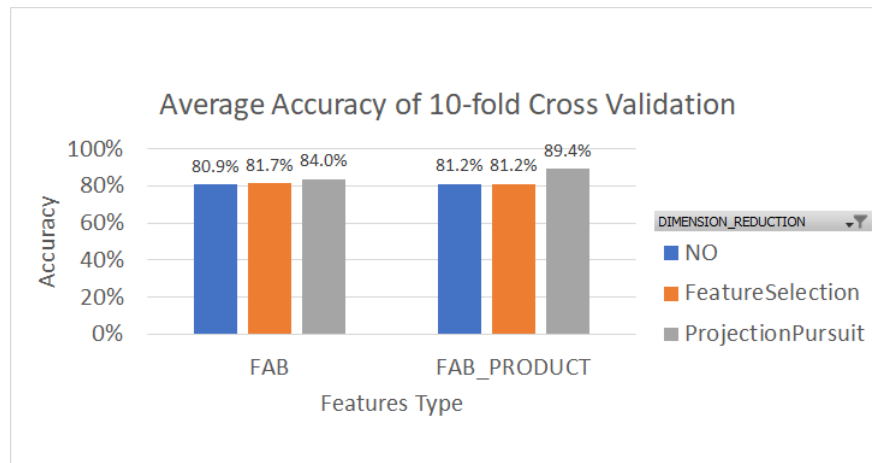 Average Accuracy of 10-fold Cross Validation
100%
80%
60%
40%
20%
0%
Accuracy
80.9% 81.7% 84.0%
81.2% 81.2% 89.4%
FAB
FAB_PRODUCT
Features Type
DIMENSION_REDUCTION
NO
FeatureSelection
ProjectionPursuit